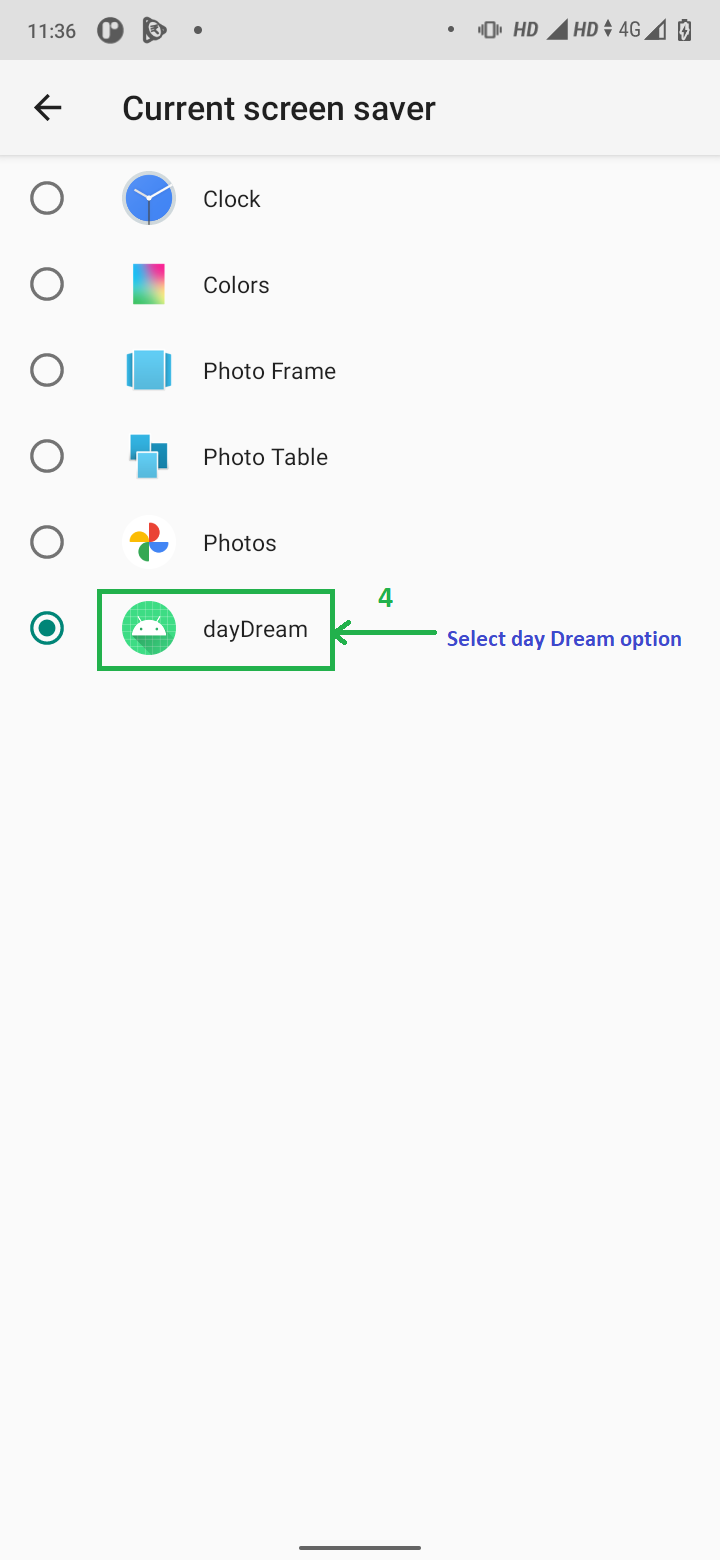 11:36 HD HD 4G
Current screen saver
Clock
Colors
Photo Frame
Photo Table
Photos
4
dayDream
Select day Dream option